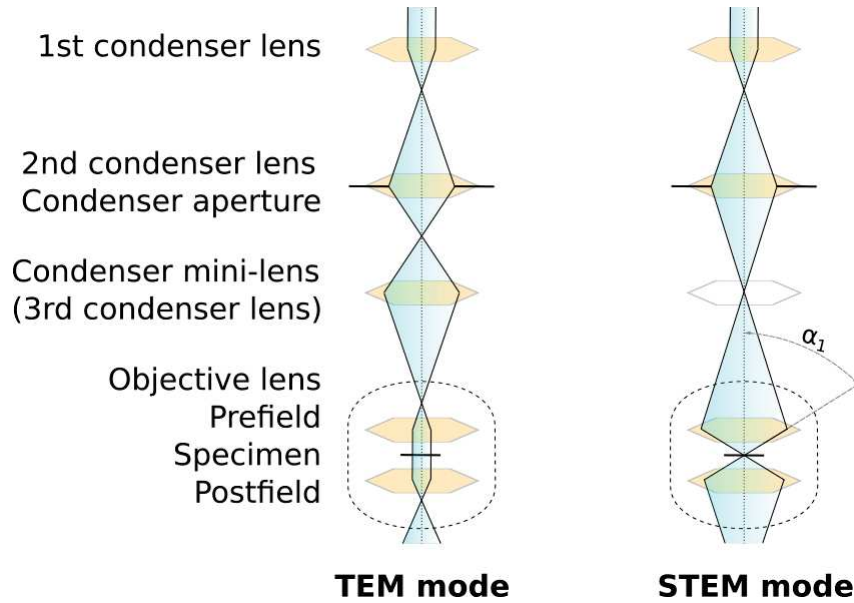 1st condenser lens
2nd condenser lens
Condenser aperture
Condenser mini-lens
(3rd condenser lens)
α₁
Objective lens
Prefield
Specimen
Postfield
TEM mode
STEM mode